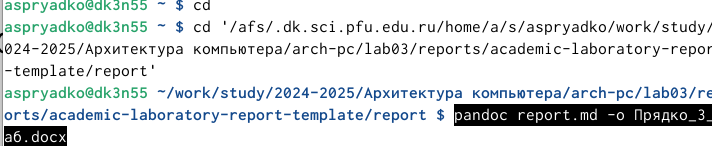 aspryadko@dk3n55 ~ $ cd
aspryadko@dk3n55 ~ $ cd '/afs/.dk.sci.pfu.edu.ru/home/a/s/aspryadko/work/study/
024-2025/Архитектура компьютера/arch-pc/lab03/reports/academic-laboratory-repor
-template/report'
aspryadko@dk3n55 ~/work/study/2024-2025/Архитектура компьютера/arch-pc/lab03/re
orts/academic-laboratory-report-template/report $ pandoc report.md -o Прядко_3_
аб.docx